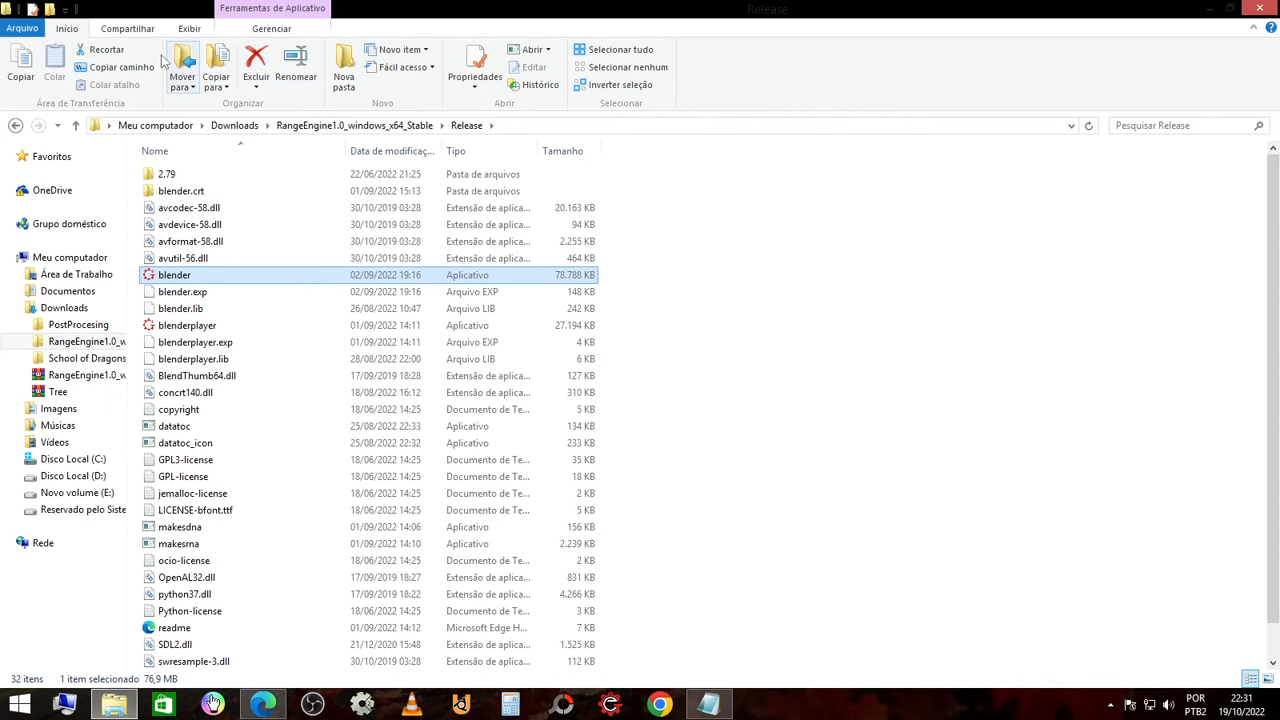 Ferramentas de Aplicativo
Release
Arquivo
Início
Compartilhar
Exibir
Gerenciar
Copiar
Colar
Recortar
Copiar caminho
Colar atalho
Mover para
Copiar para
Excluir
Renomear
Nova pasta
Novo item
Fácil acesso
Propriedades
Abrir
Editar
Histórico
Selecionar tudo
Selecionar nenhum
Inverter seleção
Área de Transferência
Organizar
Novo
Abrir
Selecionar
Meu computador
Downloads
RangeEngine1.0_windows_x64_Stable
Release
Pesquisar Release
Favoritos
OneDrive
Grupo doméstico
Meu computador
Área de Trabalho
Documentos
Downloads
PostProcesing
RangeEngine1.0_w
School of Dragons
RangeEngine1.0_w
Tree
Imagens
Músicas
Vídeos
Disco Local (C:)
Disco Local (D:)
Novo volume (E:)
Reservado pelo Siste
Rede
Nome Data de modificaç... Tipo Tamanho
2.79 22/06/2022 21:25 Pasta de arquivos
blender.crt 01/09/2022 15:13 Pasta de arquivos
avcodec-58.dll 30/10/2019 03:28 Extensão de aplica... 20.163 KB
avdevice-58.dll 30/10/2019 03:28 Extensão de aplica... 94 KB
avformat-58.dll 30/10/2019 03:28 Extensão de aplica... 2.255 KB
avutil-56.dll 30/10/2019 03:28 Extensão de aplica... 464 KB
blender 02/09/2022 19:16 Aplicativo 78.788 KB
blender.exp 02/09/2022 19:16 Arquivo EXP 148 KB
blender.lib 26/08/2022 10:47 Arquivo LIB 242 KB
blenderplayer 01/09/2022 14:11 Aplicativo 27.194 KB
blenderplayer.exp 01/09/2022 14:11 Arquivo EXP 4 KB
blenderplayer.lib 28/08/2022 22:00 Arquivo LIB 6 KB
BlendThumb64.dll 17/09/2019 18:28 Extensão de aplica... 127 KB
concrt140.dll 18/08/2022 16:12 Extensão de aplica... 310 KB
copyright 18/06/2022 14:25 Documento de Te... 5 KB
datatoc 25/08/2022 22:33 Aplicativo 134 KB
datatoc_icon 25/08/2022 22:32 Aplicativo 233 KB
GPL3-license 18/06/2022 14:25 Documento de Te... 35 KB
GPL-license 18/06/2022 14:25 Documento de Te... 18 KB
jemalloc-license 18/06/2022 14:25 Documento de Te... 2 KB
LICENSE-bfont.ttf 18/06/2022 14:25 Documento de Te... 5 KB
makesdna 01/09/2022 14:06 Aplicativo 156 KB
makesrna 01/09/2022 14:10 Aplicativo 2.239 KB
ocio-license 18/06/2022 14:25 Documento de Te... 2 KB
OpenAL32.dll 17/09/2019 18:27 Extensão de aplica... 831 KB
python37.dll 17/09/2019 18:22 Extensão de aplica... 4.266 KB
Python-license 18/06/2022 14:25 Documento de Te... 3 KB
readme 01/09/2022 14:12 Microsoft Edge H... 7 KB
SDL2.dll 21/12/2020 15:48 Extensão de aplica... 1.525 KB
swresample-3.dll 30/10/2019 03:28 Extensão de aplica... 112 KB
32 itens 1 item selecionado 76,9 MB
POR
PTB2
22:31
19/10/2022